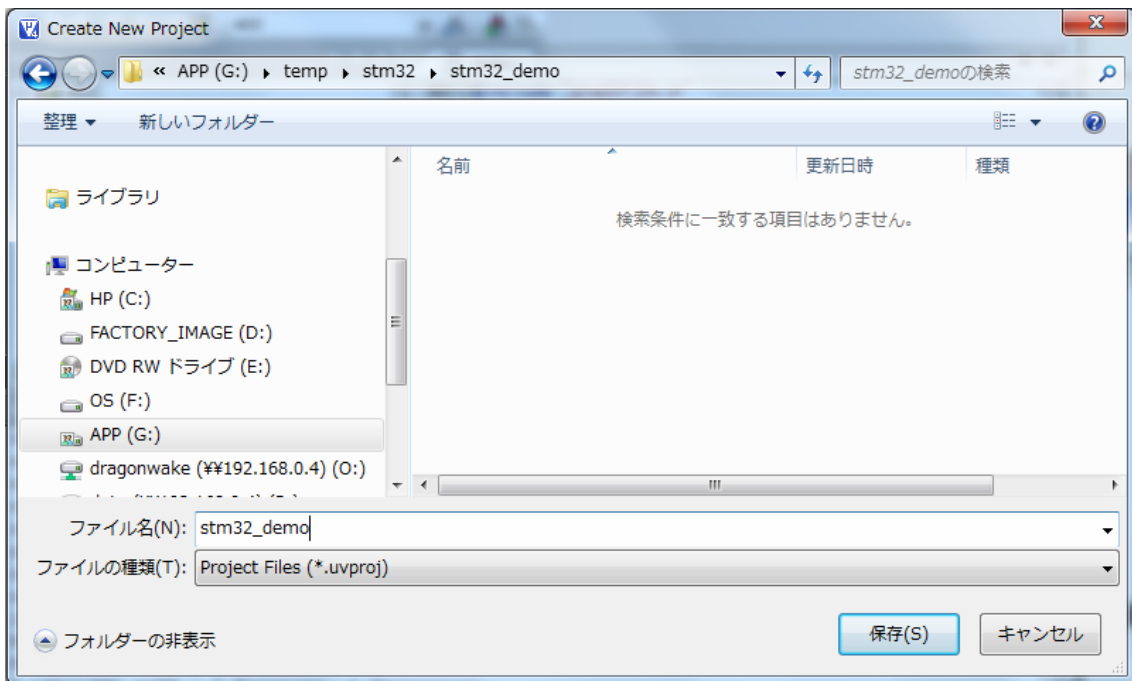 Create New Project
« APP (G:) ▸ temp ▸ stm32 ▸ stm32_demo
stm32_demoの検索
整理 ▼ 新しいフォルダー
名前 更新日時 種類
検索条件に一致する項目はありません。
ライブラリ
コンピューター
HP (C:)
FACTORY_IMAGE (D:)
DVD RW ドライブ (E:)
OS (F:)
APP (G:)
dragonwake (¥¥192.168.0.4) (O:)
ファイル名(N): stm32_demo
ファイルの種類(T): Project Files (*.uvproj)
フォルダーの非表示
保存(S) キャンセル